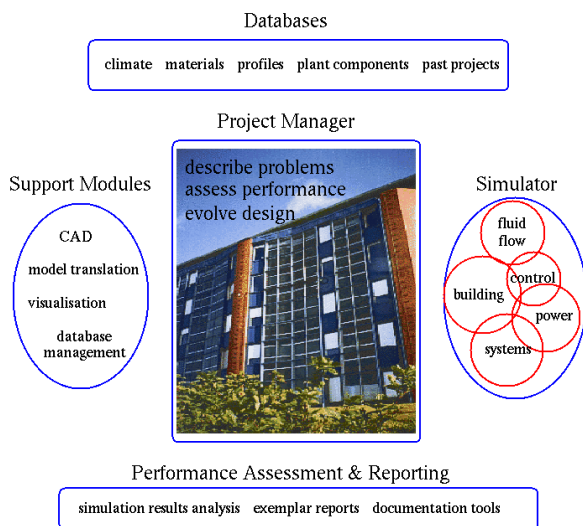 Databases
climate materials profiles plant components past projects
Project Manager
describe problems
assess performance
evolve design
Support Modules
CAD
model translation
visualisation
database
management
Simulator
fluid
flow
control
building
power
systems
Performance Assessment & Reporting
simulation results analysis exemplar reports documentation tools